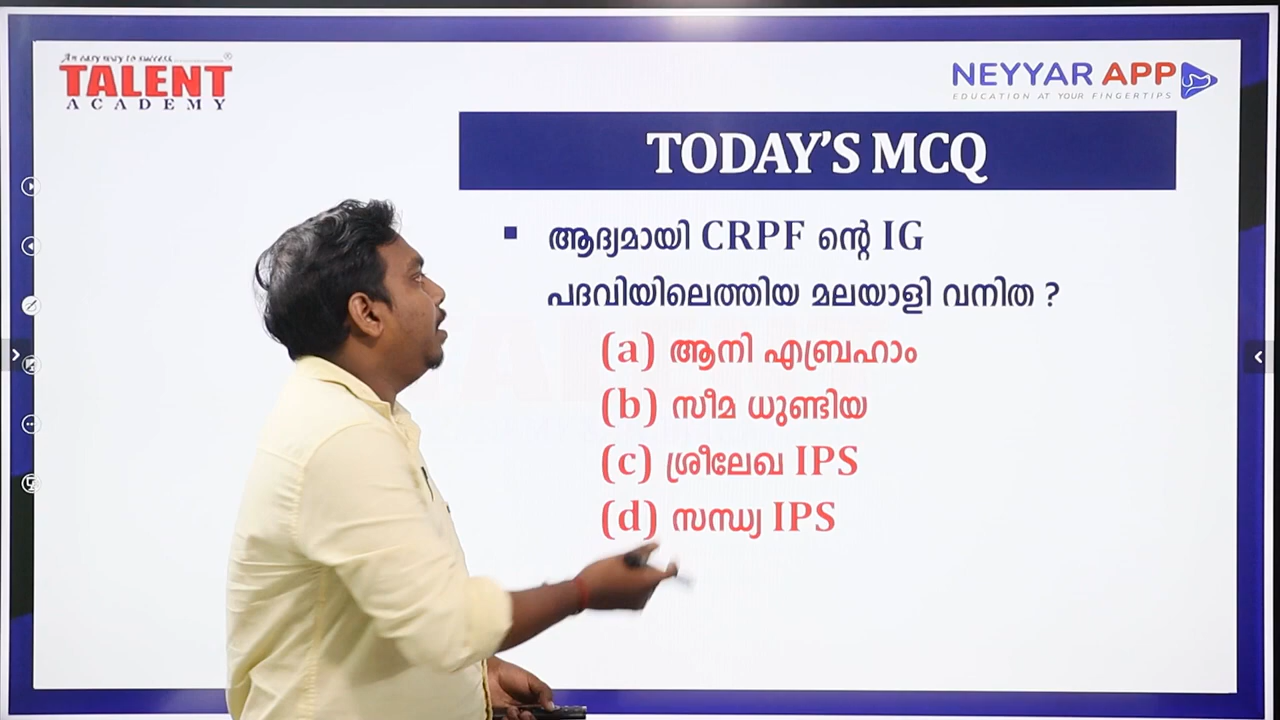 An easy way to success
TALENT
ACADEMY
NEYYAR APP
EDUCATION AT YOUR FINGERTIPS
TODAY'S MCQ
ആദ്യമായി CRPF ന്റെ IG
പദവിയിലെത്തിയ മലയാളി വനിത ?
(a) ആനി എബ്രഹാം
(b) സീമ ധുണ്ടിയ
(c) ശ്രീലേഖ IPS
(d) സന്ധ്യ IPS